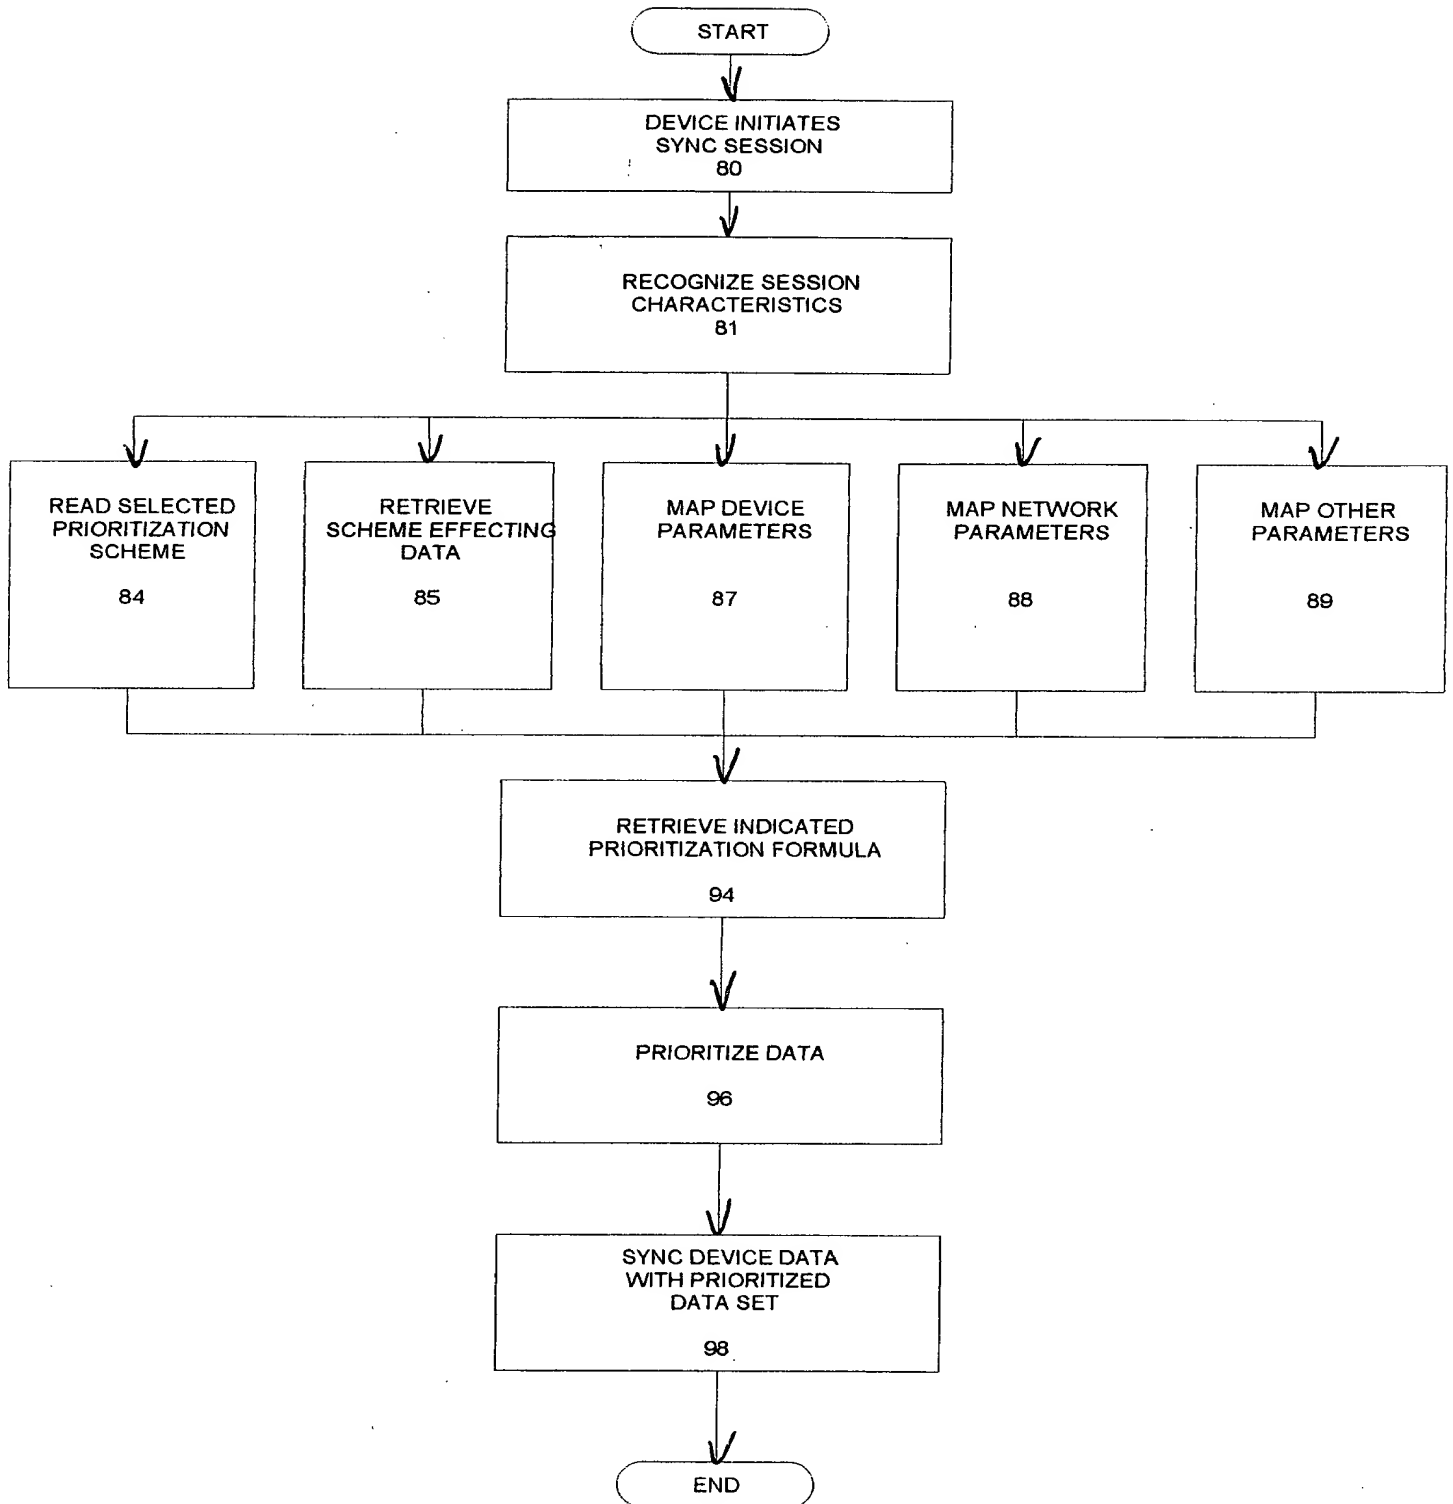 START
DEVICE INITIATES
SYNC SESSION
80
RECOGNIZE SESSION
CHARACTERISTICS
81
READ SELECTED
PRIORITIZATION
SCHEME
84
RETRIEVE
SCHEME EFFECTING
DATA
85
MAP DEVICE
PARAMETERS
87
MAP NETWORK
PARAMETERS
88
MAP OTHER
PARAMETERS
89
RETRIEVE INDICATED
PRIORITIZATION FORMULA
94
PRIORITIZE DATA
96
SYNC DEVICE DATA
WITH PRIORITIZED
DATA SET
98
END